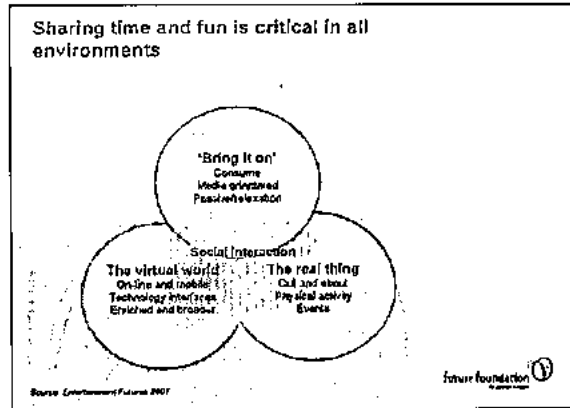 Sharing time and fun is critical in all
environments
'Bring it on'
Consume
Media orientated
Passive/relaxation
Social Interaction
The virtual world
On-line and mobile
Technology interfaces
Enriched and broader
The real thing
Out and about
Physical activity
Events
Source: Entertainment Futures 2007
future foundation